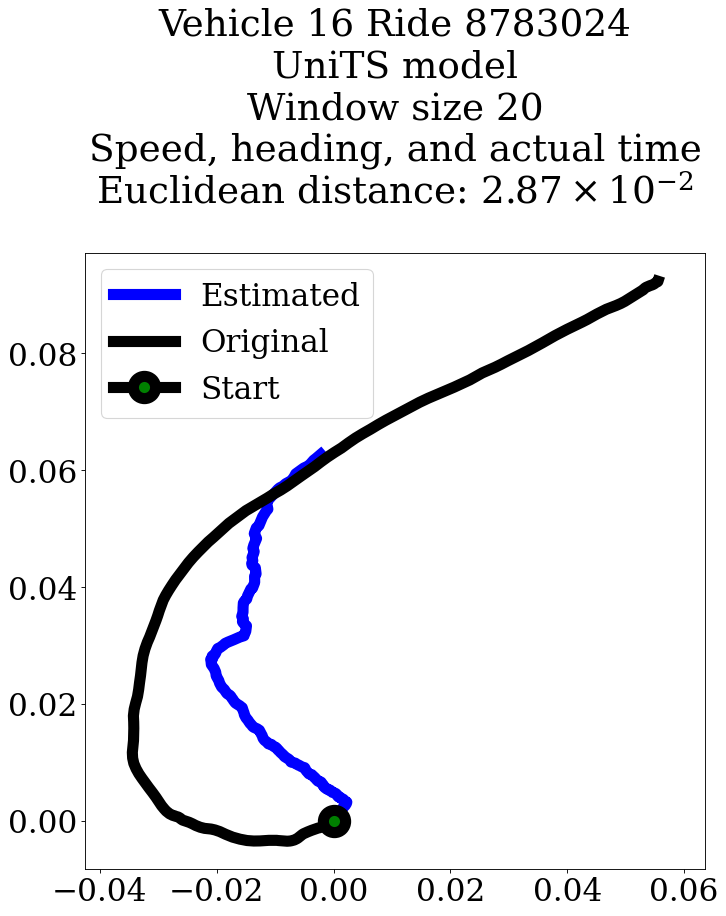 Vehicle 16 Ride 8783024
UniTS model
Window size 20
Speed, heading, and actual time
Euclidean distance: 2.87 × 10⁻²
Estimated
Original
Start
0.08
0.06
0.04
0.02
0.00
−0.04 −0.02 0.00 0.02 0.04 0.06